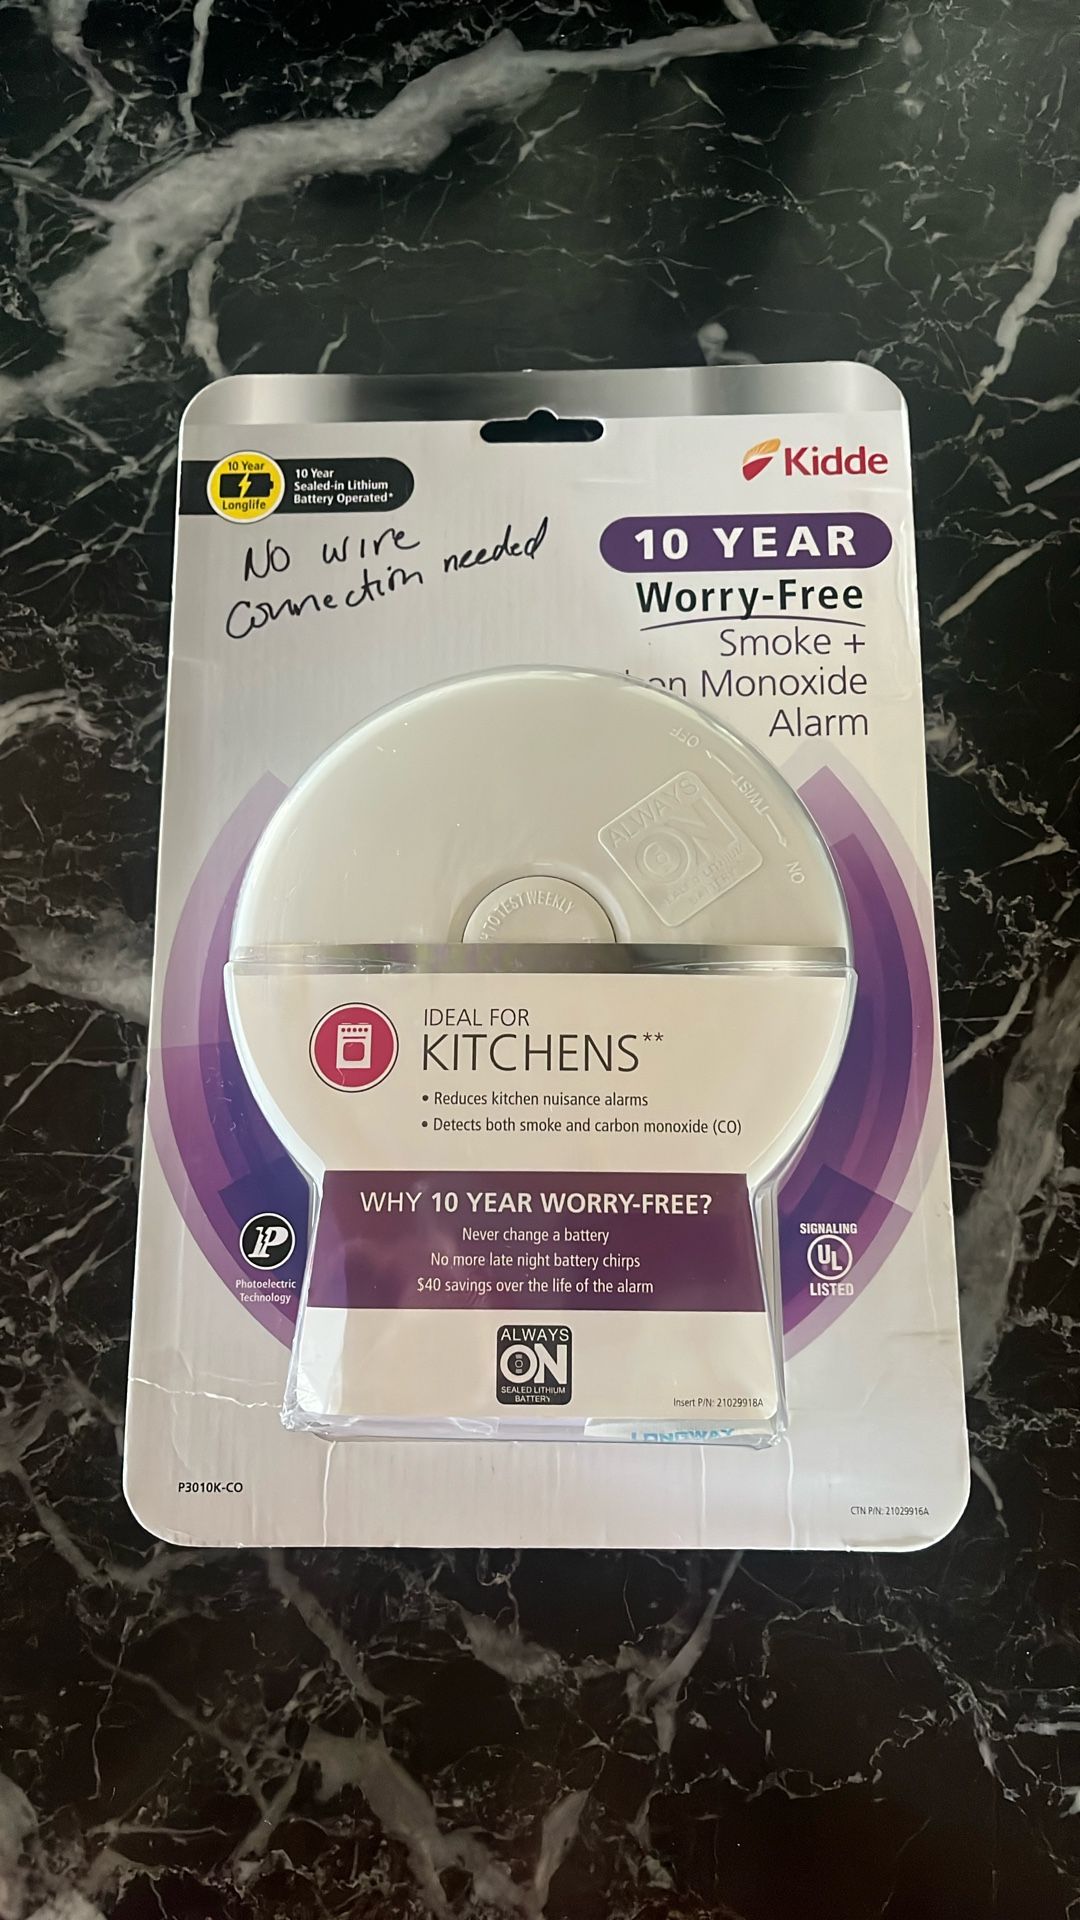 10 Year
Longlife
10 Year
Sealed-in Lithium
Battery Operated*
Kidde
No wire
connection needed
10 YEAR
Worry-Free
Smoke +
Monoxide
Alarm
OFF
TWIST
ON
ALWAYS
ON
TO TEST WEEKLY
IDEAL FOR
KITCHENS**
• Reduces kitchen nuisance alarms
• Detects both smoke and carbon monoxide (CO)
WHY 10 YEAR WORRY-FREE?
Never change a battery
No more late night battery chirps
$40 savings over the life of the alarm
P
Photoelectric
Technology
SIGNALING
UL
LISTED
ALWAYS
ON
SEALED LITHIUM
BATTERY
Insert P/N: 21029918A
LONGWAY
P3010K-CO
CTN P/N: 21029916A